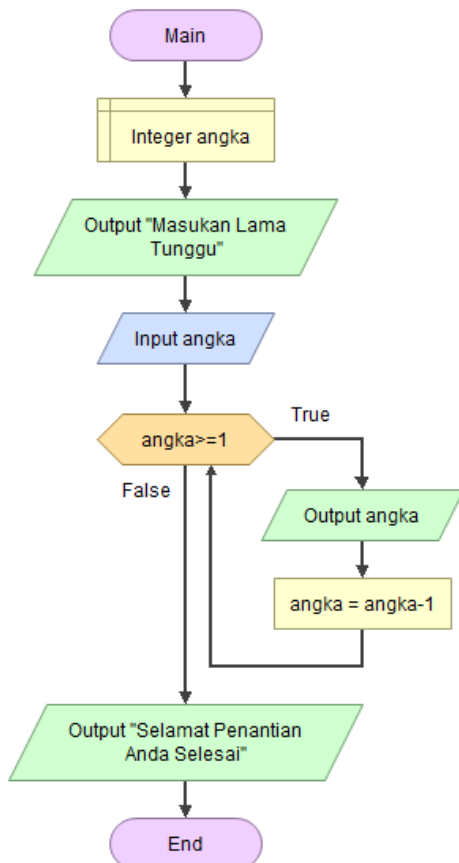 Main
Integer angka
Output "Masukan Lama
Tunggu"
Input angka
angka>=1
True
False
Output angka
angka = angka-1
Output "Selamat Penantian
Anda Selesai"
End